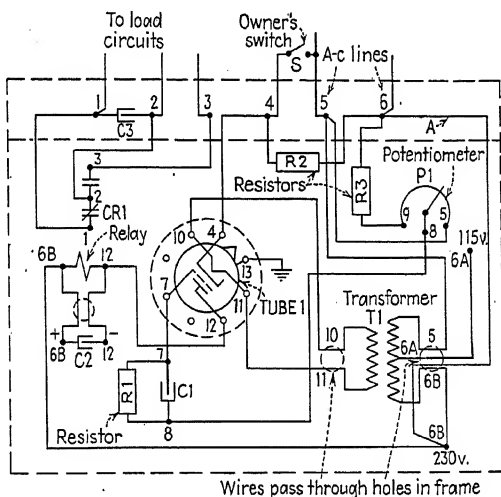 To load
circuits
Owner's
switch
S
A-c lines
1
2
3
4
5
6
C3
A
3
2
CR1
1
Relay
R2
Resistors
R3
Potentiometer
P1
9
5
8
115v.
6A
10
4
13
7
12
11
TUBE1
6B
12
+
-
6B
C2
12
Transformer
T1
10
11
5
6A
6B
6B
230v.
7
R1
C1
8
Resistor
Wires pass through holes in frame